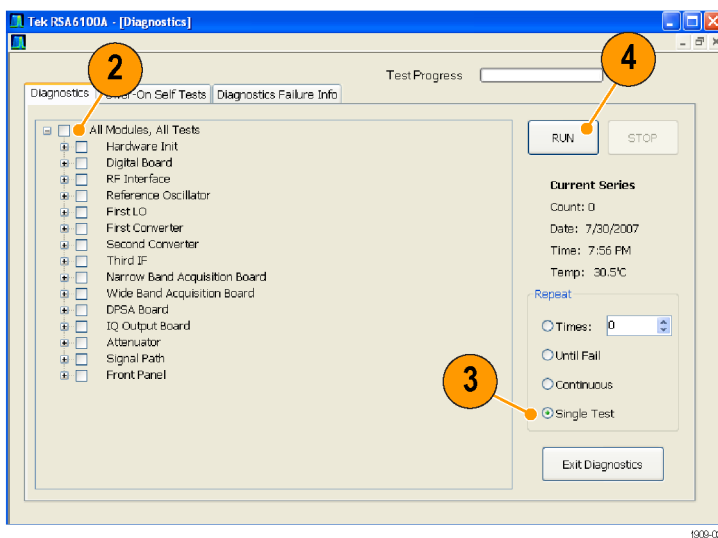 Tek RSA6100A - [Diagnostics]
2
4
Test Progress
Diagnostics
-On Self Tests
Diagnostics Failure Info
All Modules, All Tests
Hardware Init
Digital Board
RF Interface
Reference Oscillator
First LO
First Converter
Second Converter
Third IF
Narrow Band Acquisition Board
Wide Band Acquisition Board
DPSA Board
IQ Output Board
Attenuator
Signal Path
Front Panel
RUN
STOP
Current Series
Count: 0
Date: 7/30/2007
Time: 7:56 PM
Temp: 30.5°C
Repeat
Times: 0
Until Fail
3
Continuous
Single Test
Exit Diagnostics